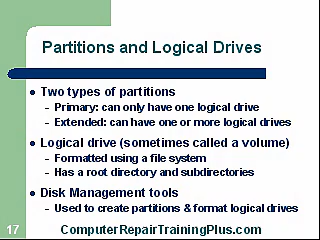 Partitions and Logical Drives
● Two types of partitions
– Primary: can only have one logical drive
– Extended: can have one or more logical drives
● Logical drive (sometimes called a volume)
– Formatted using a file system
– Has a root directory and subdirectories
● Disk Management tools
– Used to create partitions & format logical drives
17
ComputerRepairTrainingPlus.com